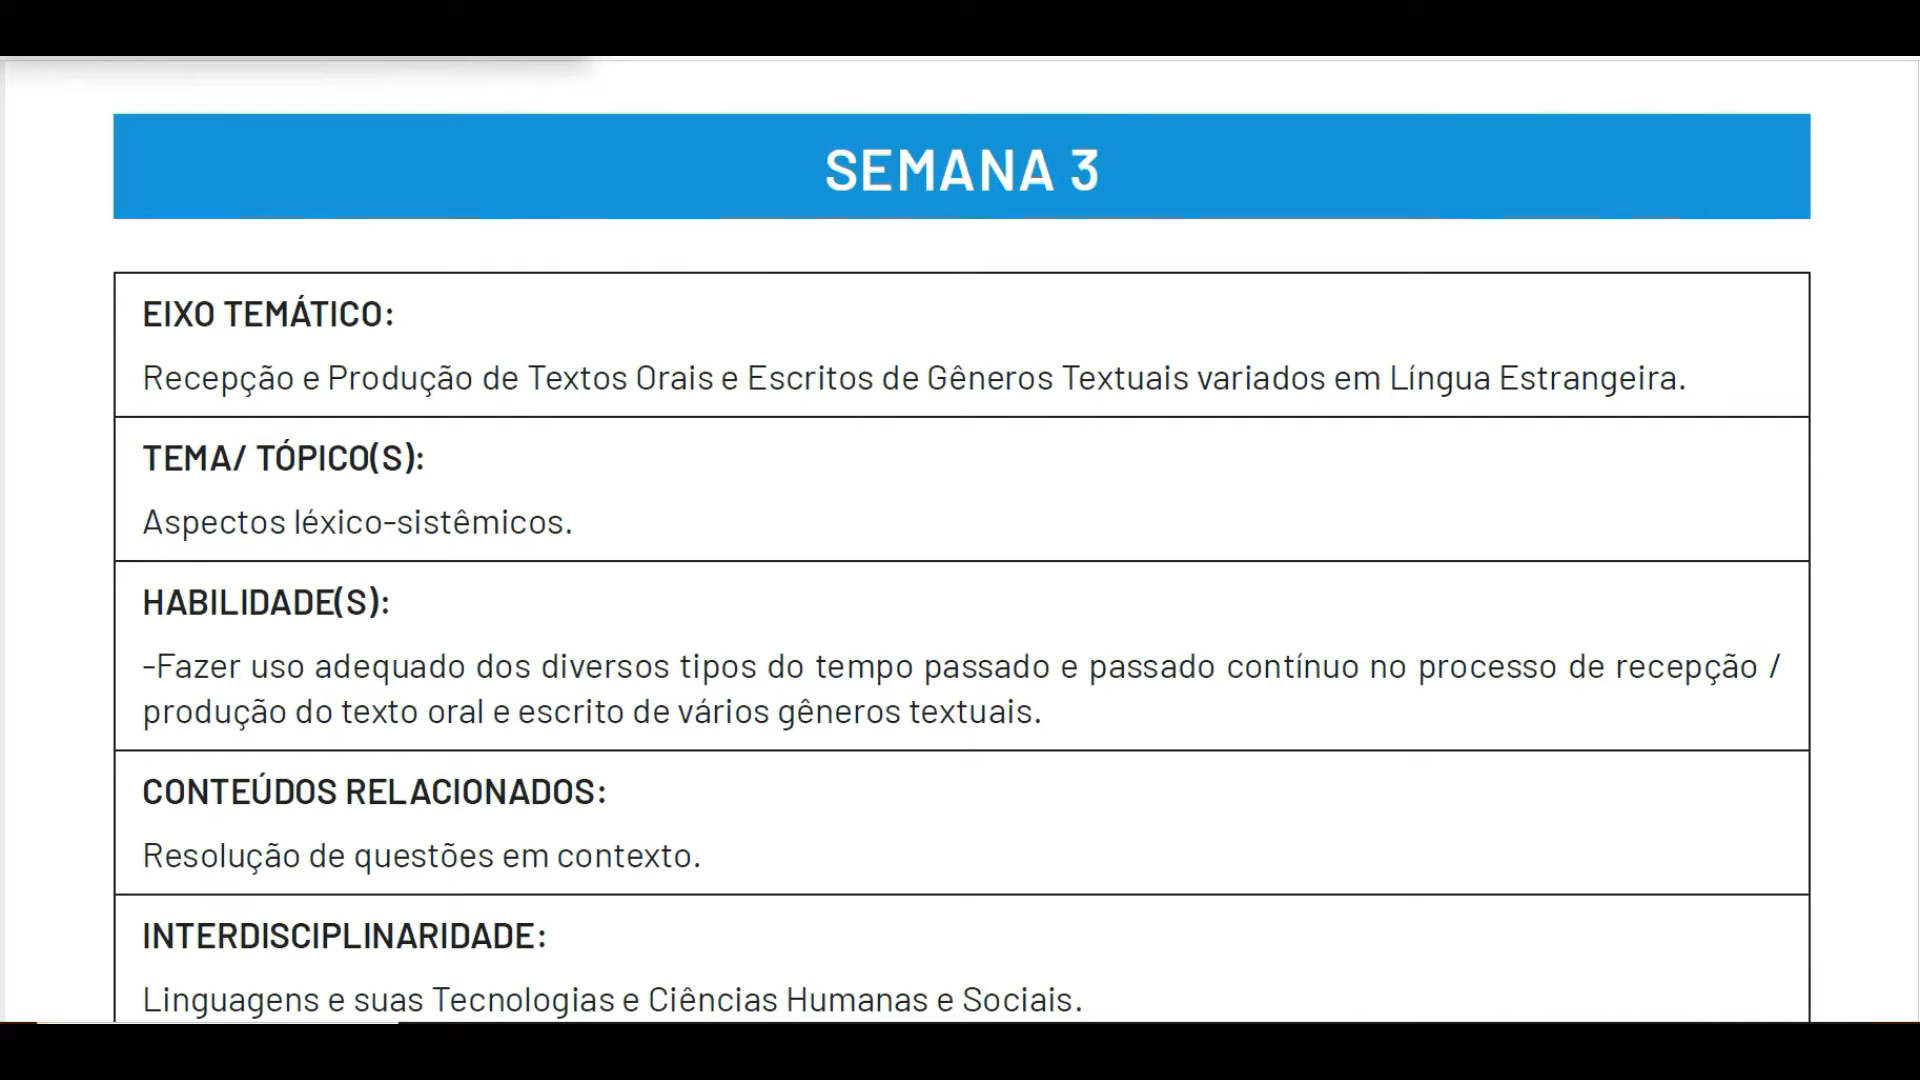 SEMANA 3
EIXO TEMÁTICO:
Recepção e Produção de Textos Orais e Escritos de Gêneros Textuais variados em Língua Estrangeira.
TEMA/ TÓPICO(S):
Aspectos léxico-sistêmicos.
HABILIDADE(S):
-Fazer uso adequado dos diversos tipos do tempo passado e passado contínuo no processo de recepção /
produção do texto oral e escrito de vários gêneros textuais.
CONTEÚDOS RELACIONADOS:
Resolução de questões em contexto.
INTERDISCIPLINARIDADE:
Linguagens e suas Tecnologias e Ciências Humanas e Sociais.